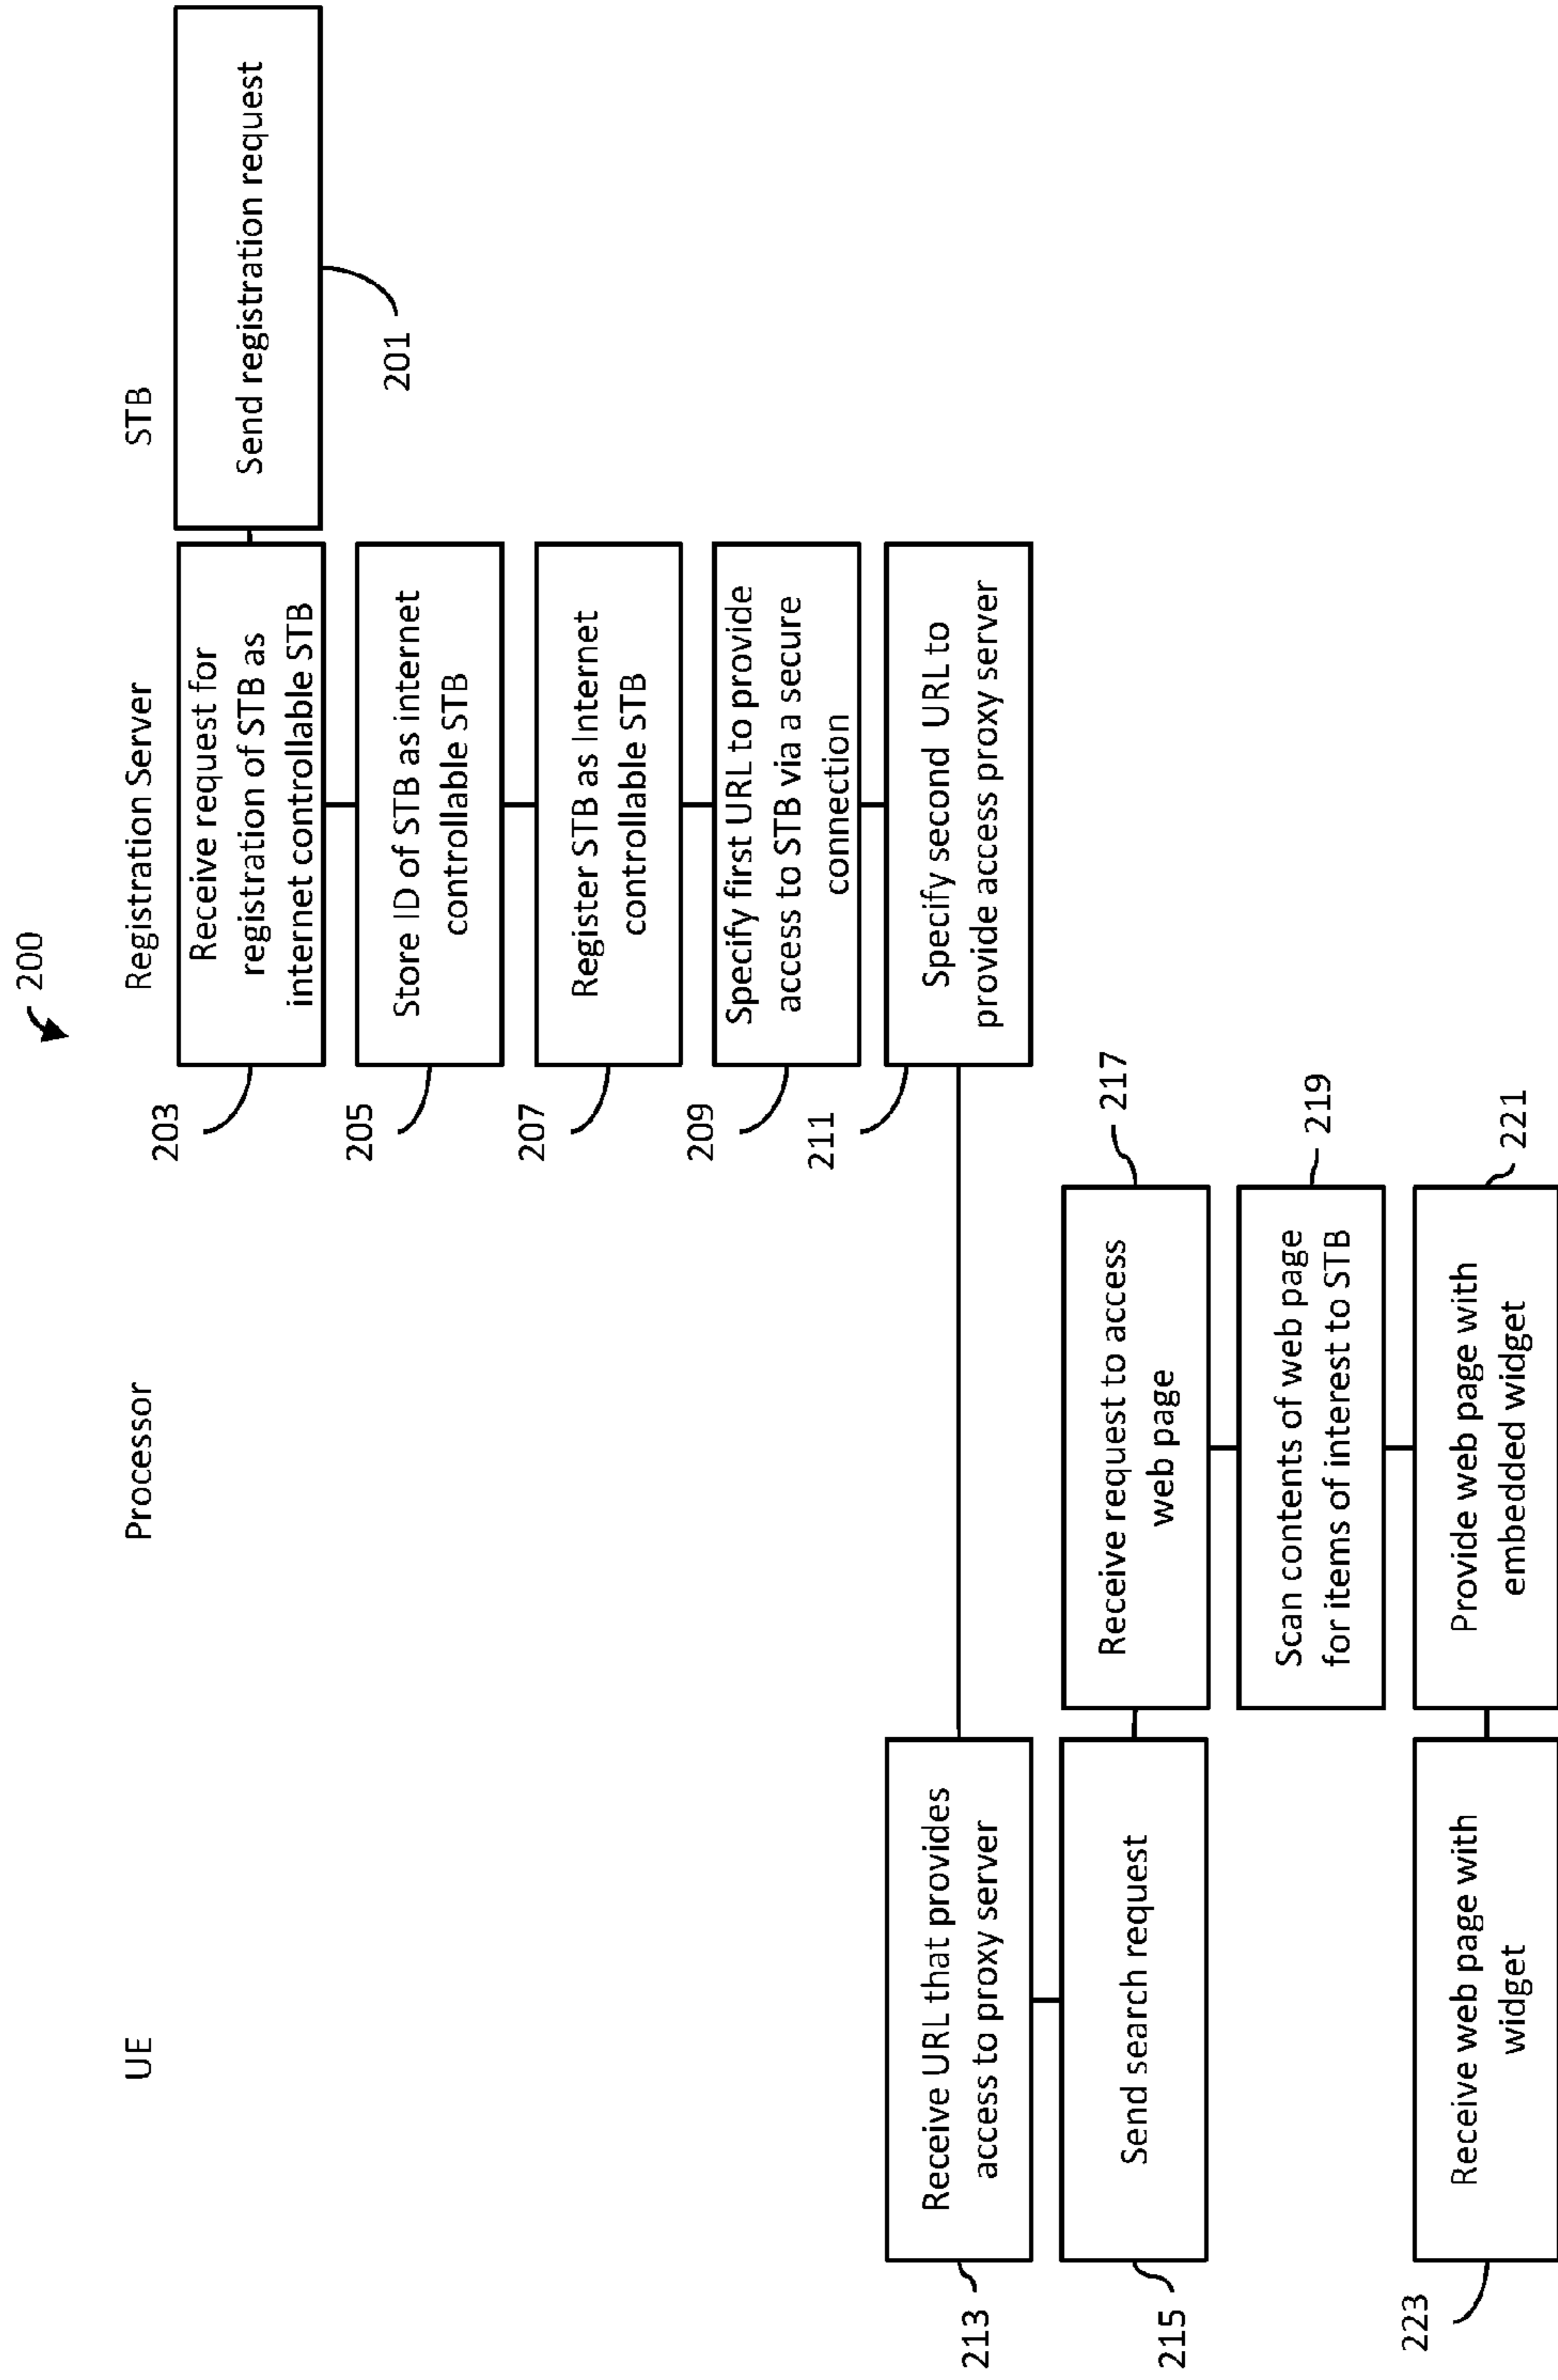 200
UE
Processor
Registration Server
STB
Send registration request
201
203
Receive request for
registration of STB as
internet controllable STB
205
Store ID of STB as internet
controllable STB
207
Register STB as Internet
controllable STB
209
Specify first URL to provide
access to STB via a secure
connection
211
Specify second URL to
provide access proxy server
213
Receive URL that provides
access to proxy server
215
Send search request
217
Receive request to access
web page
219
Scan contents of web page
for items of interest to STB
221
Provide web page with
embedded widget
223
Receive web page with
widget